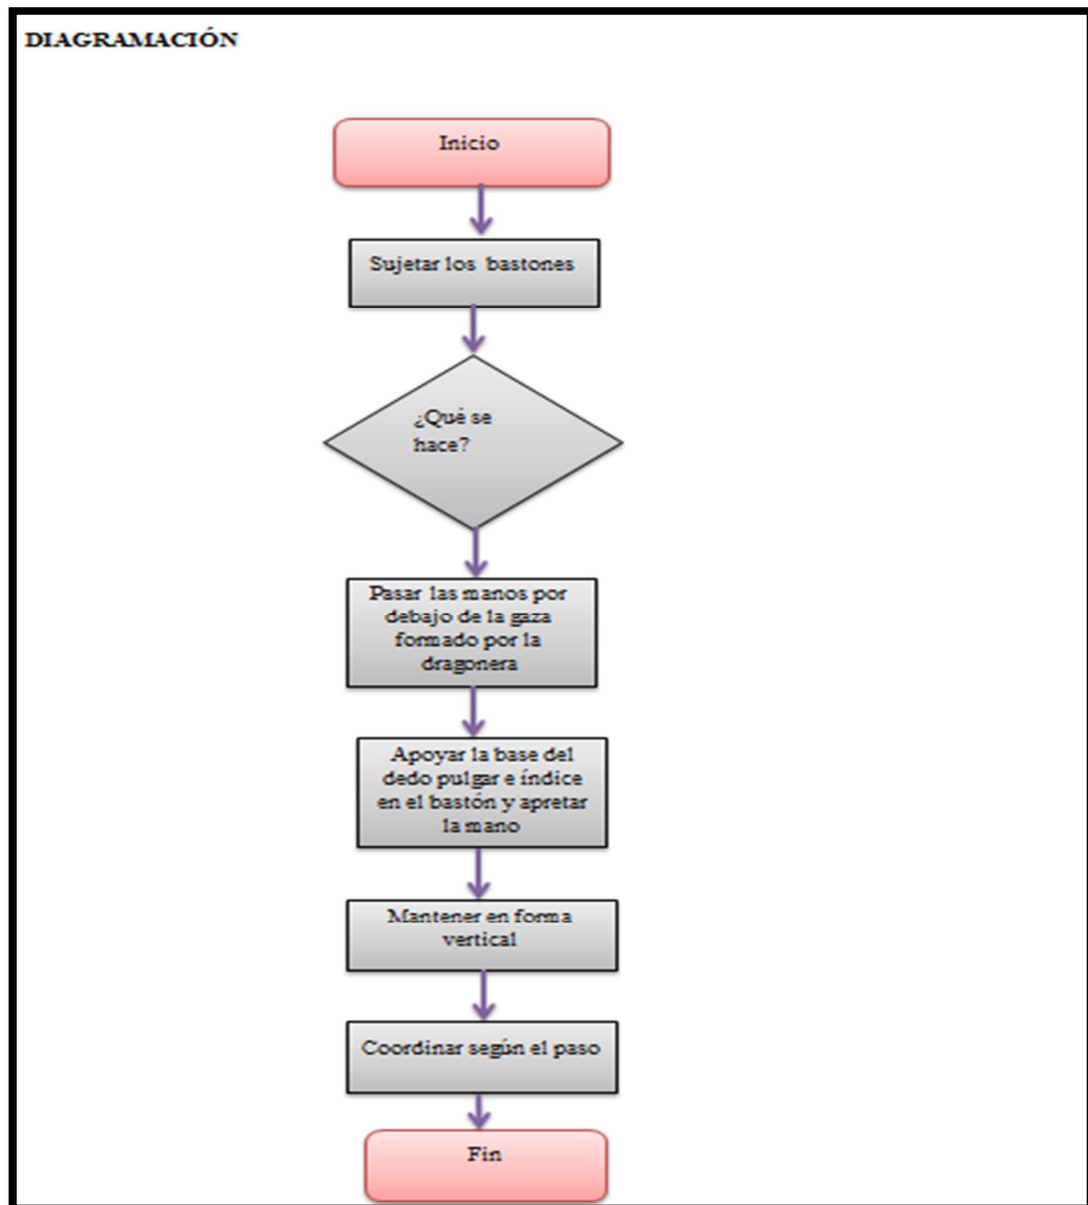 DIAGRAMACIÓN
Inicio
Sujetar los bastones
¿Qué se
hace?
Pasar las manos por
debajo de la gaza
formado por la
dragonera
Apoyar la base del
dedo pulgar e índice
en el bastón y apretar
la mano
Mantener en forma
vertical
Coordinar según el paso
Fin